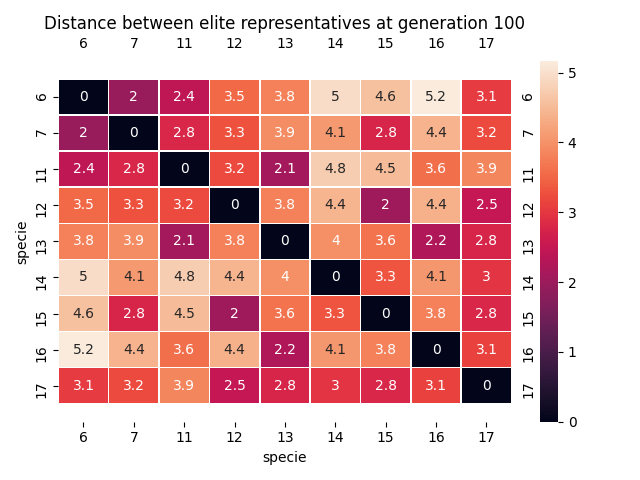 Distance between elite representatives at generation 100
6 7 11 12 13 14 15 16 17
6 0 2 2.4 3.5 3.8 5 4.6 5.2 3.1 6
7 2 0 2.8 3.3 3.9 4.1 2.8 4.4 3.2 7
11 2.4 2.8 0 3.2 2.1 4.8 4.5 3.6 3.9 11
12 3.5 3.3 3.2 0 3.8 4.4 2 4.4 2.5 12
13 3.8 3.9 2.1 3.8 0 4 3.6 2.2 2.8 13
14 5 4.1 4.8 4.4 4 0 3.3 4.1 3 14
15 4.6 2.8 4.5 2 3.6 3.3 0 3.8 2.8 15
16 5.2 4.4 3.6 4.4 2.2 4.1 3.8 0 3.1 16
17 3.1 3.2 3.9 2.5 2.8 3 2.8 3.1 0 17
6 7 11 12 13 14 15 16 17
specie
specie
5
4
3
2
1
0